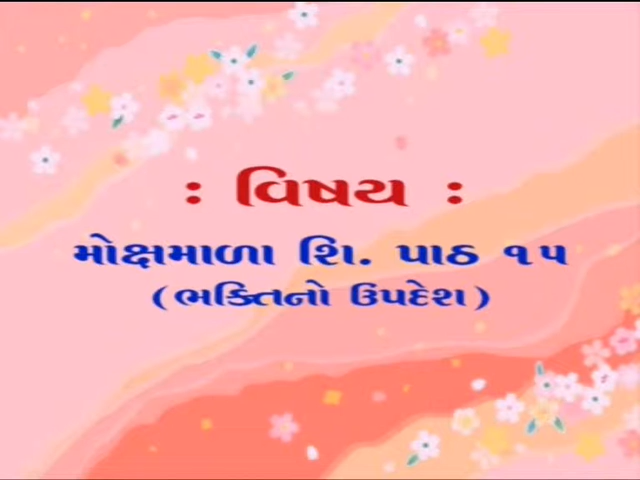 : વિષય :
મોક્ષમાળા શિ. પાઠ ૧૫
(ભક્તિનો ઉપદેશ)